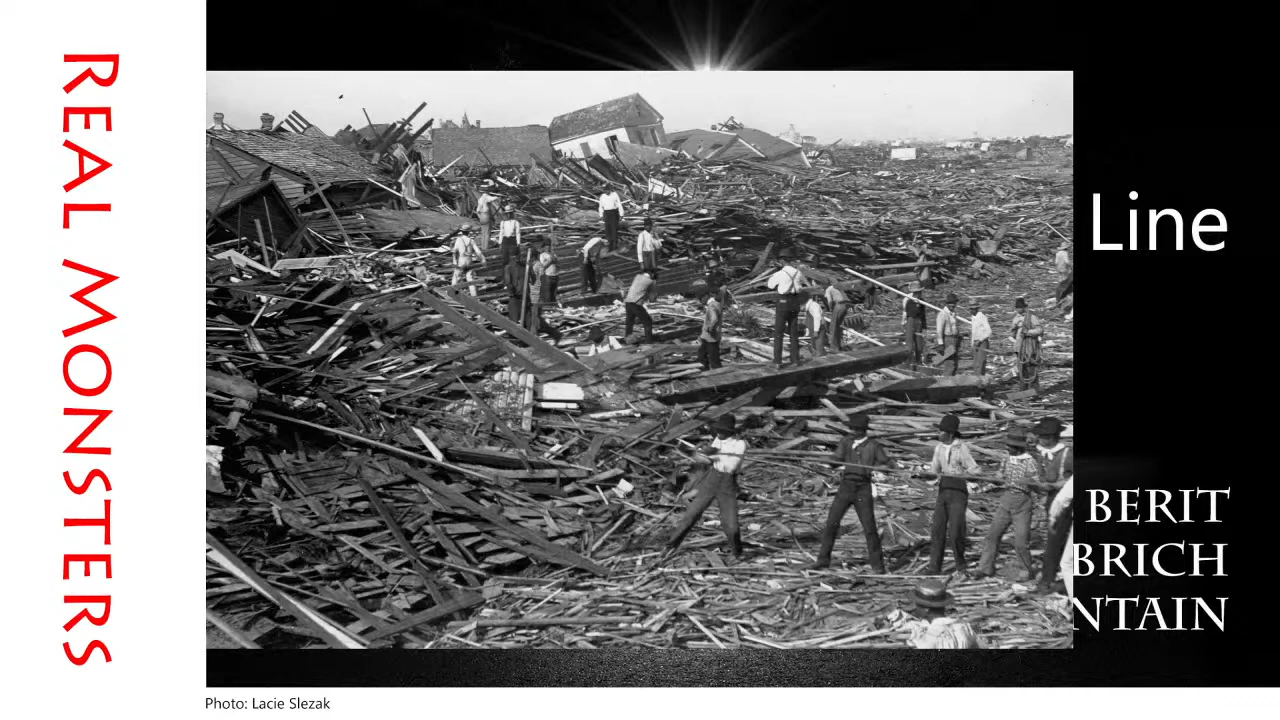 REAL MONSTERS
Line
BERIT
BRICH
NTAIN
Photo: Lacie Slezak